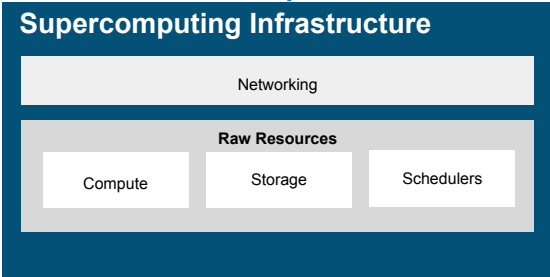 Supercomputing Infrastructure
Networking
Raw Resources
Compute
Storage
Schedulers